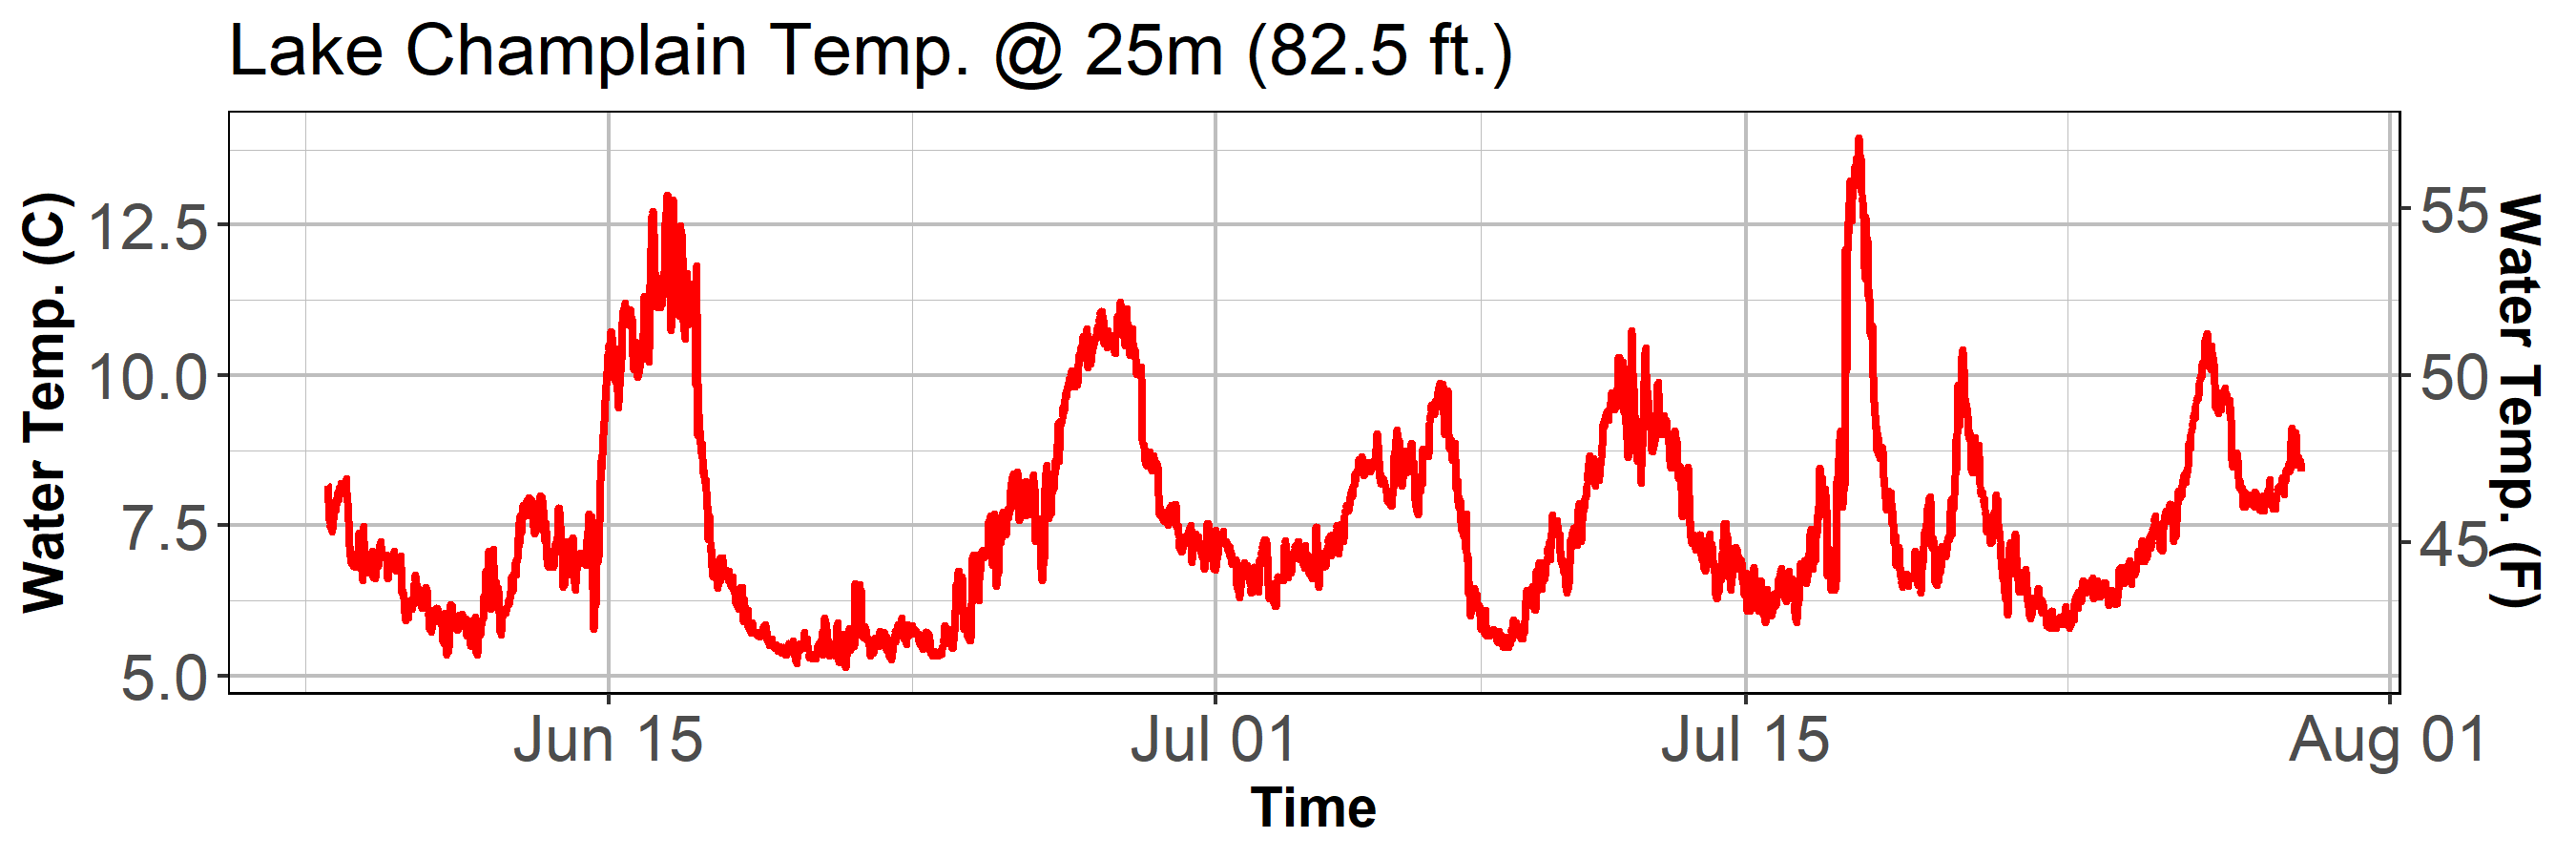 Lake Champlain Temp. @ 25m (82.5 ft.)
Water Temp. (C)
12.5
10.0
7.5
5.0
55
50
45
Water Temp. (F)
Jun 15
Jul 01
Jul 15
Aug 01
Time